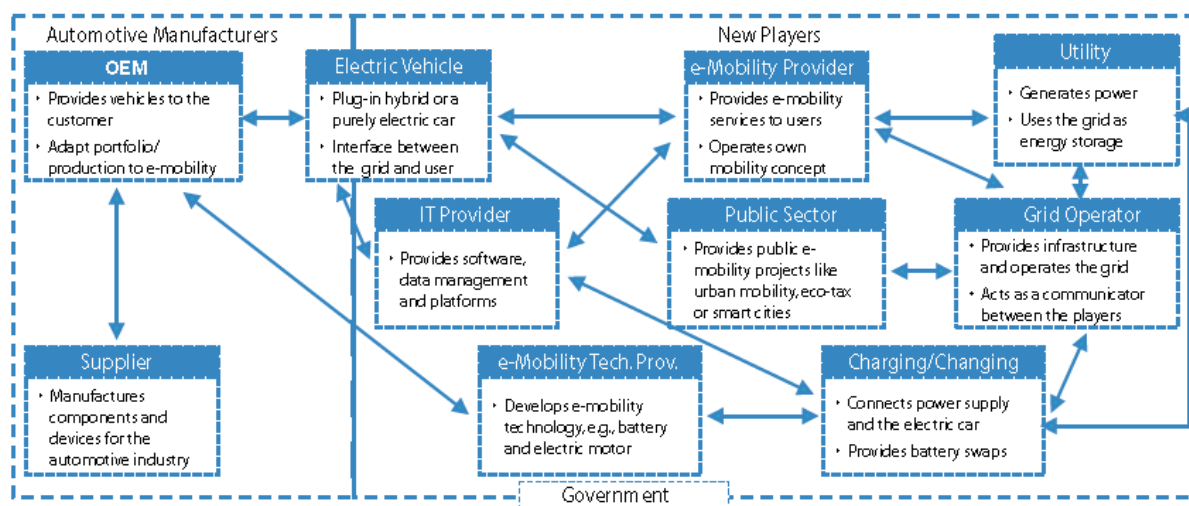 Automotive Manufacturers
New Players
OEM
‣ Provides vehicles to the
customer
‣ Adapt portfolio/
production to e-mobility
Electric Vehicle
‣ Plug-in hybrid or a
purely electric car
‣ Interface between
the grid and user
e-Mobility Provider
‣ Provides e-mobility
services to users
‣ Operates own
mobility concept
Utility
‣ Generates power
‣ Uses the grid as
energy storage
IT Provider
‣ Provides software,
data management
and platforms
Public Sector
‣ Provides public e-
mobility projects like
urban mobility, eco-tax
or smart cities
Grid Operator
‣ Provides infrastructure
and operates the grid
‣ Acts as a communicator
between the players
Supplier
‣ Manufactures
components and
devices for the
automotive industry
e-Mobility Tech. Prov.
‣ Develops e-mobility
technology, e.g., battery
and electric motor
Charging/Changing
‣ Connects power supply
and the electric car
‣ Provides battery swaps
Government